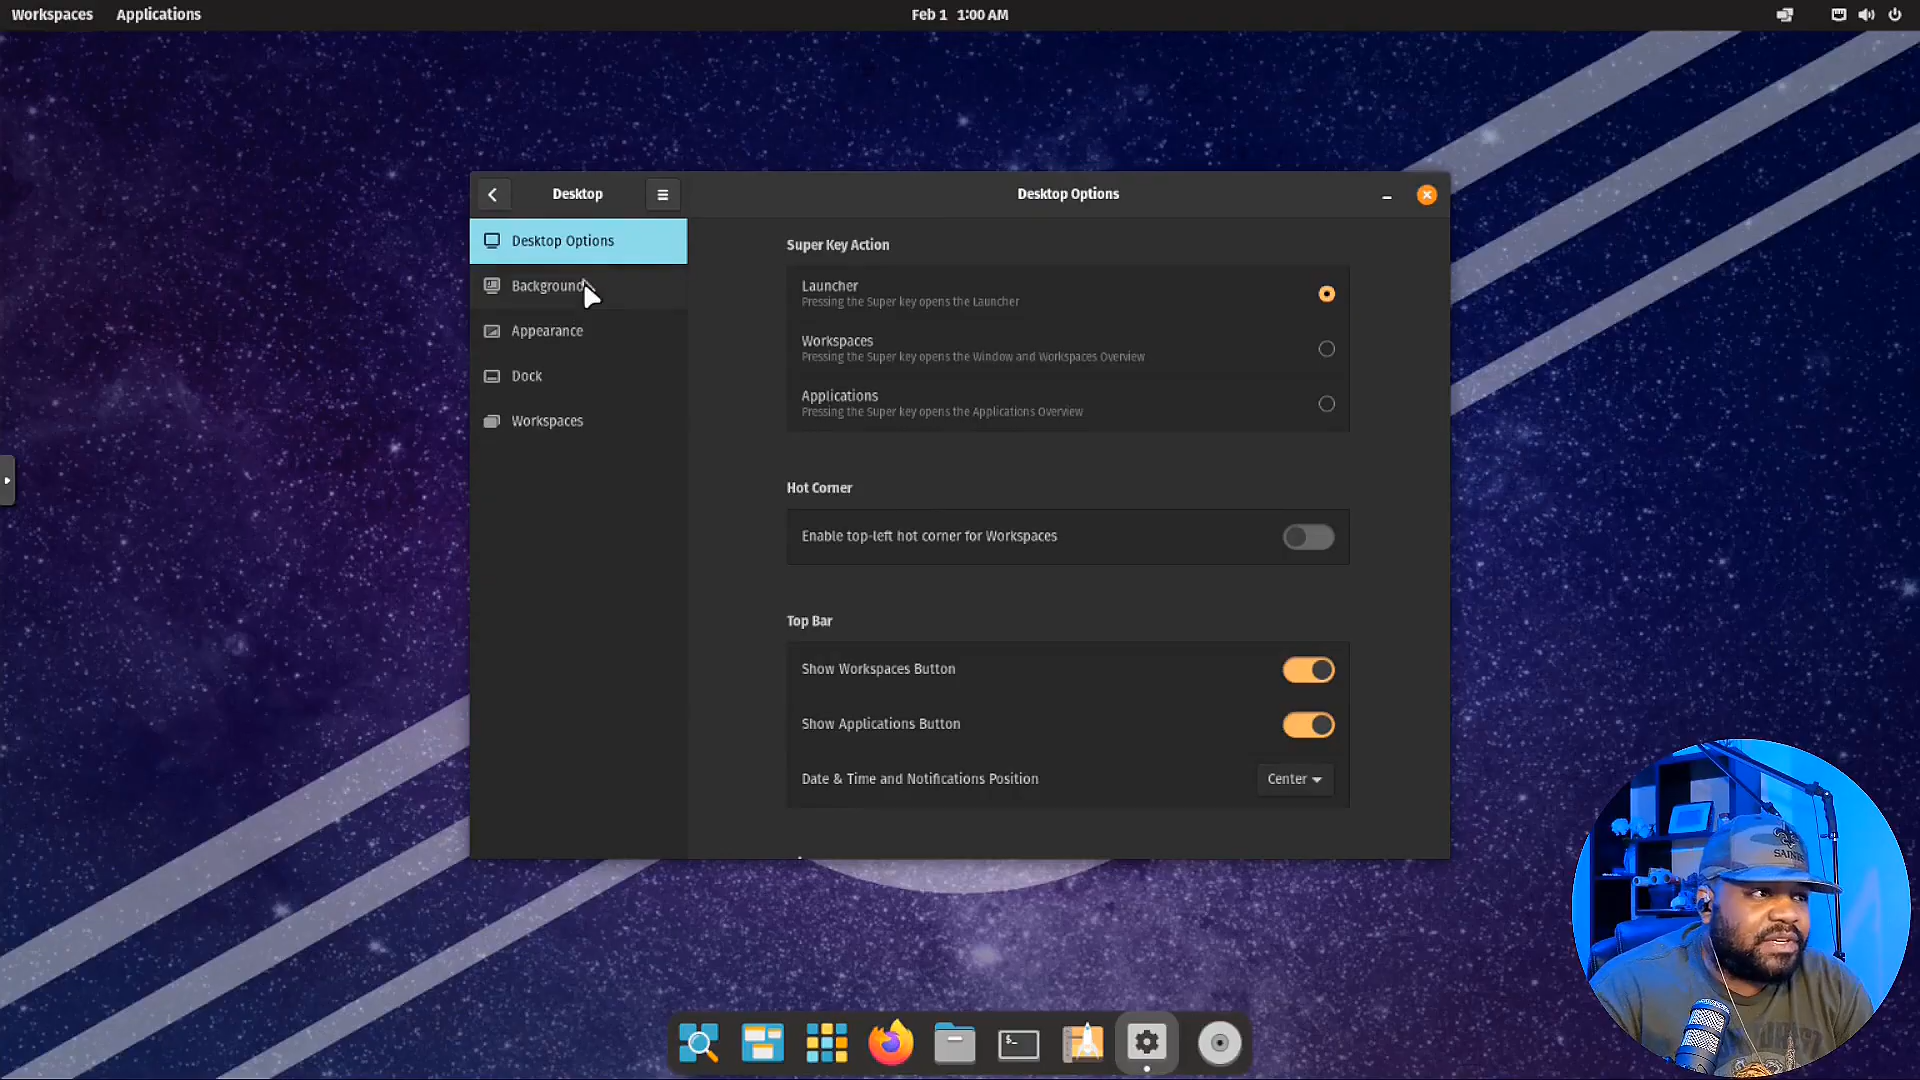 Workspaces Applications Feb 1 1:00 AM
Desktop Desktop Options
Desktop Options
Background
Appearance
Dock
Workspaces
Super Key Action
Launcher
Pressing the Super key opens the Launcher
Workspaces
Pressing the Super key opens the Window and Workspaces Overview
Applications
Pressing the Super key opens the Applications Overview
Hot Corner
Enable top-left hot corner for Workspaces
Top Bar
Show Workspaces Button
Show Applications Button
Date & Time and Notifications Position Center
$_
SAINTS